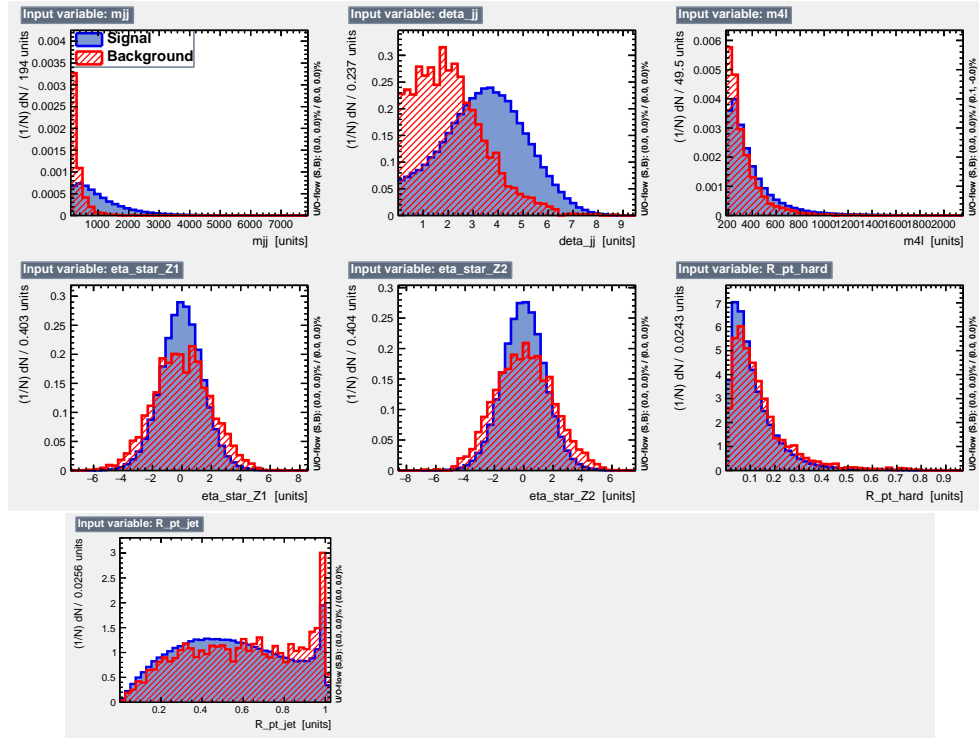 Input variable: mjj
(1/N) dN / 194 units
0.004
0.0035
0.003
0.0025
0.002
0.0015
0.001
0.0005
0
Signal
Background
1000 2000 3000 4000 5000 6000 7000
mjj [units]
U/O-flow (S,B): (0.0, 0.0)% / (0.0, 0.0)%
Input variable: deta_jj
(1/N) dN / 0.237 units
0.3
0.25
0.2
0.15
0.1
0.05
0
1 2 3 4 5 6 7 8 9
deta_jj [units]
U/O-flow (S,B): (0.0, 0.0)% / (0.0, 0.0)%
Input variable: m4l
(1/N) dN / 49.5 units
0.006
0.005
0.004
0.003
0.002
0.001
0
200 400 600 800 1000 1200 1400 1600 1800 2000
m4l [units]
U/O-flow (S,B): (0.0, 0.0)% / (0.1, -0.0)%
Input variable: eta_star_Z1
(1/N) dN / 0.403 units
0.3
0.25
0.2
0.15
0.1
0.05
0
−6 −4 −2 0 2 4 6 8
eta_star_Z1 [units]
U/O-flow (S,B): (0.0, 0.0)% / (0.0, 0.0)%
Input variable: eta_star_Z2
(1/N) dN / 0.404 units
0.3
0.25
0.2
0.15
0.1
0.05
0
−8 −6 −4 −2 0 2 4 6
eta_star_Z2 [units]
U/O-flow (S,B): (0.0, 0.0)% / (0.0, 0.0)%
Input variable: R_pt_hard
(1/N) dN / 0.0243 units
7
6
5
4
3
2
1
0
0.1 0.2 0.3 0.4 0.5 0.6 0.7 0.8 0.9
R_pt_hard [units]
U/O-flow (S,B): (0.0, 0.0)% / (0.0, 0.0)%
Input variable: R_pt_jet
(1/N) dN / 0.0256 units
3
2.5
2
1.5
1
0.5
0
0.2 0.4 0.6 0.8 1
R_pt_jet [units]
U/O-flow (S,B): (0.0, 0.0)% / (0.0, 0.0)%